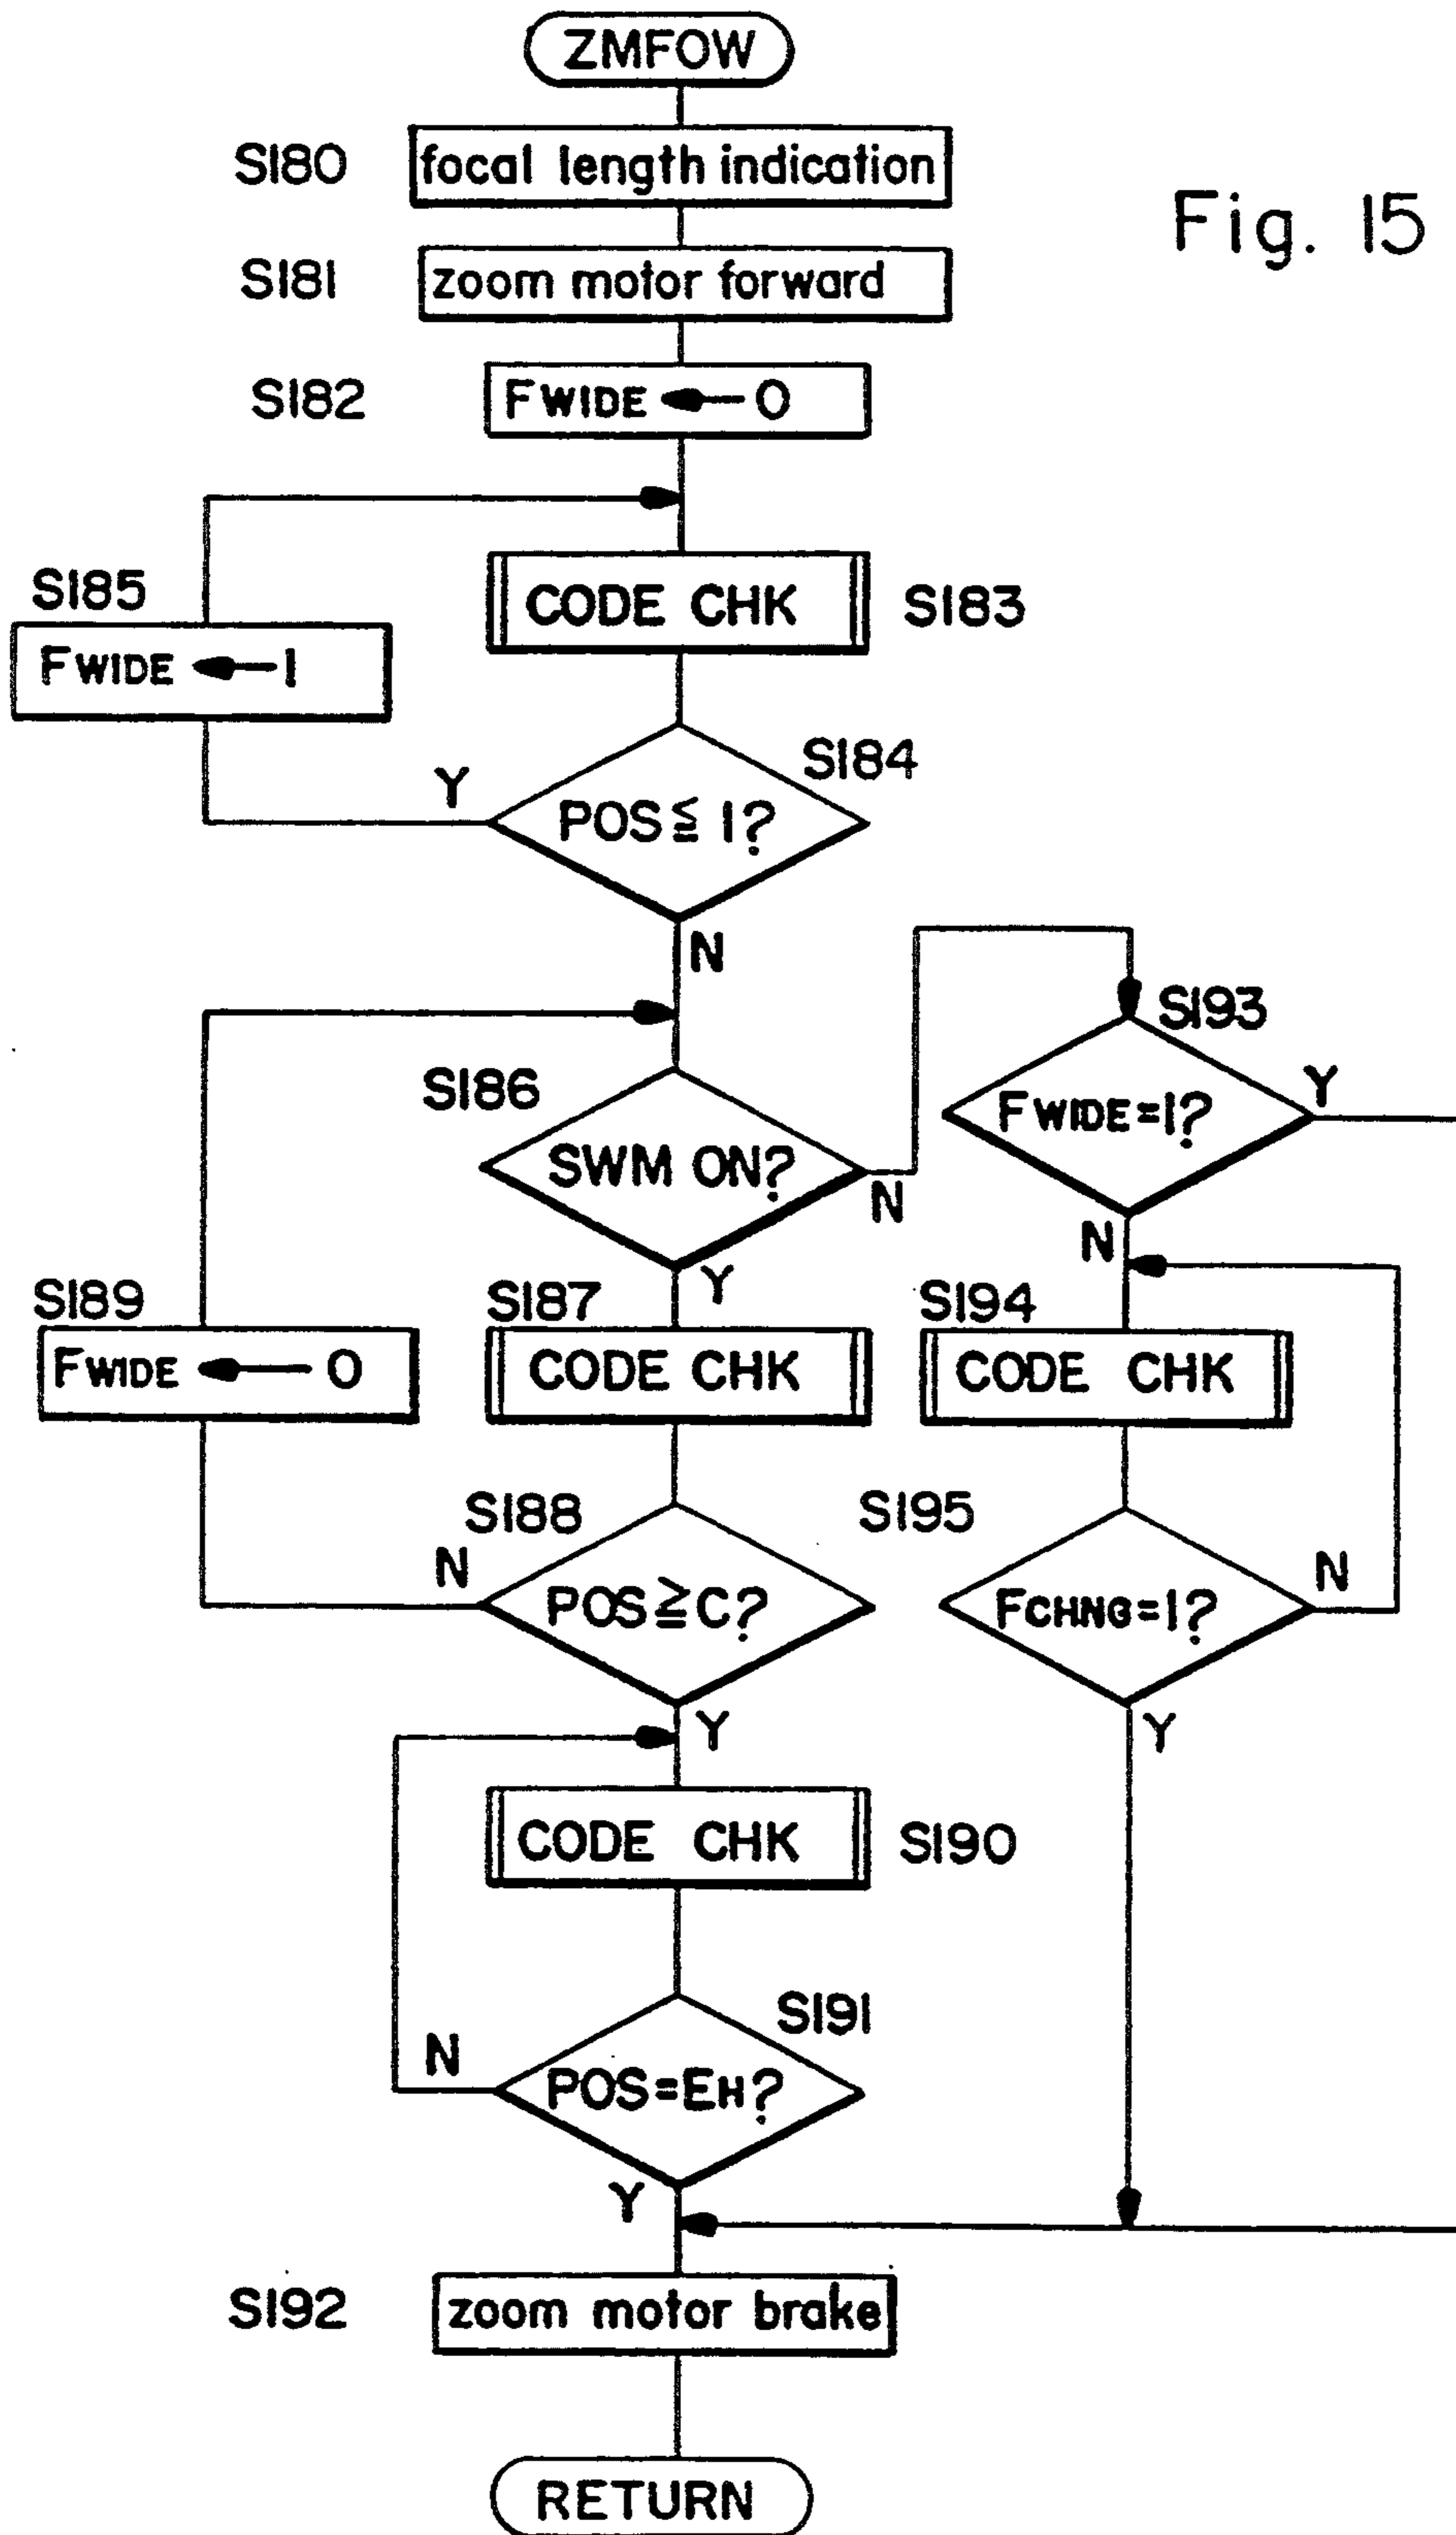 ZMFOW
S180
focal length indication
Fig. 15
S181
zoom motor forward
S182
FWIDE ← 0
S185
FWIDE ← 1
CODE CHK
S183
S184
Y
POS ≦ 1?
N
S193
S186
FWIDE=1?
Y
SWM ON?
N
N
Y
S189
FWIDE ← 0
S187
CODE CHK
S194
CODE CHK
S188
S195
N
POS ≧ C?
FCHNG=1?
N
Y
Y
CODE CHK
S190
S191
N
POS=EH?
Y
S192
zoom motor brake
RETURN